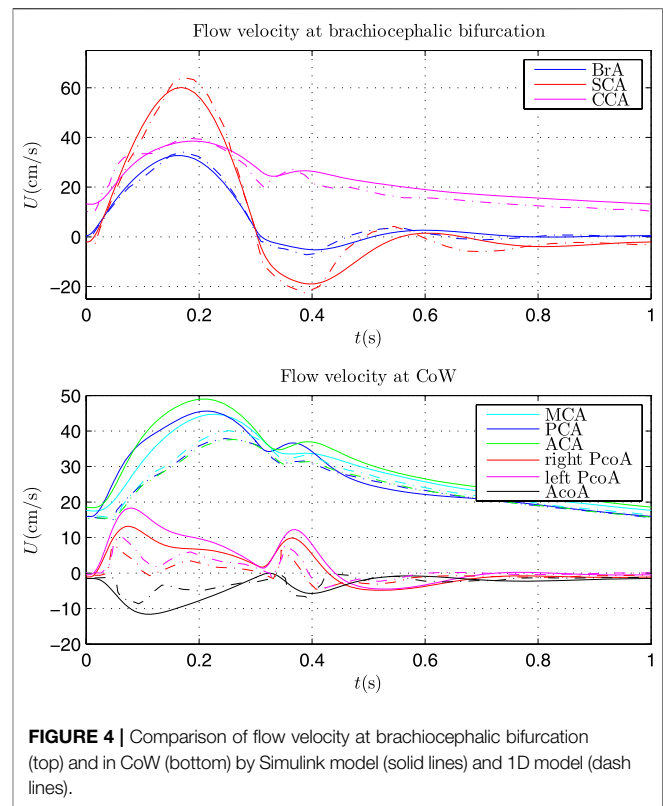 Flow velocity at brachiocephalic bifurcation
U(cm/s)
60
40
20
0
−20
BrA
SCA
CCA
0 0.2 0.4 0.6 0.8 1
t(s)
Flow velocity at CoW
U(cm/s)
50
40
30
20
10
0
−10
−20
MCA
PCA
ACA
right PcoA
left PcoA
AcoA
0 0.2 0.4 0.6 0.8 1
t(s)
FIGURE 4 | Comparison of flow velocity at brachiocephalic bifurcation
(top) and in CoW (bottom) by Simulink model (solid lines) and 1D model (dash
lines).